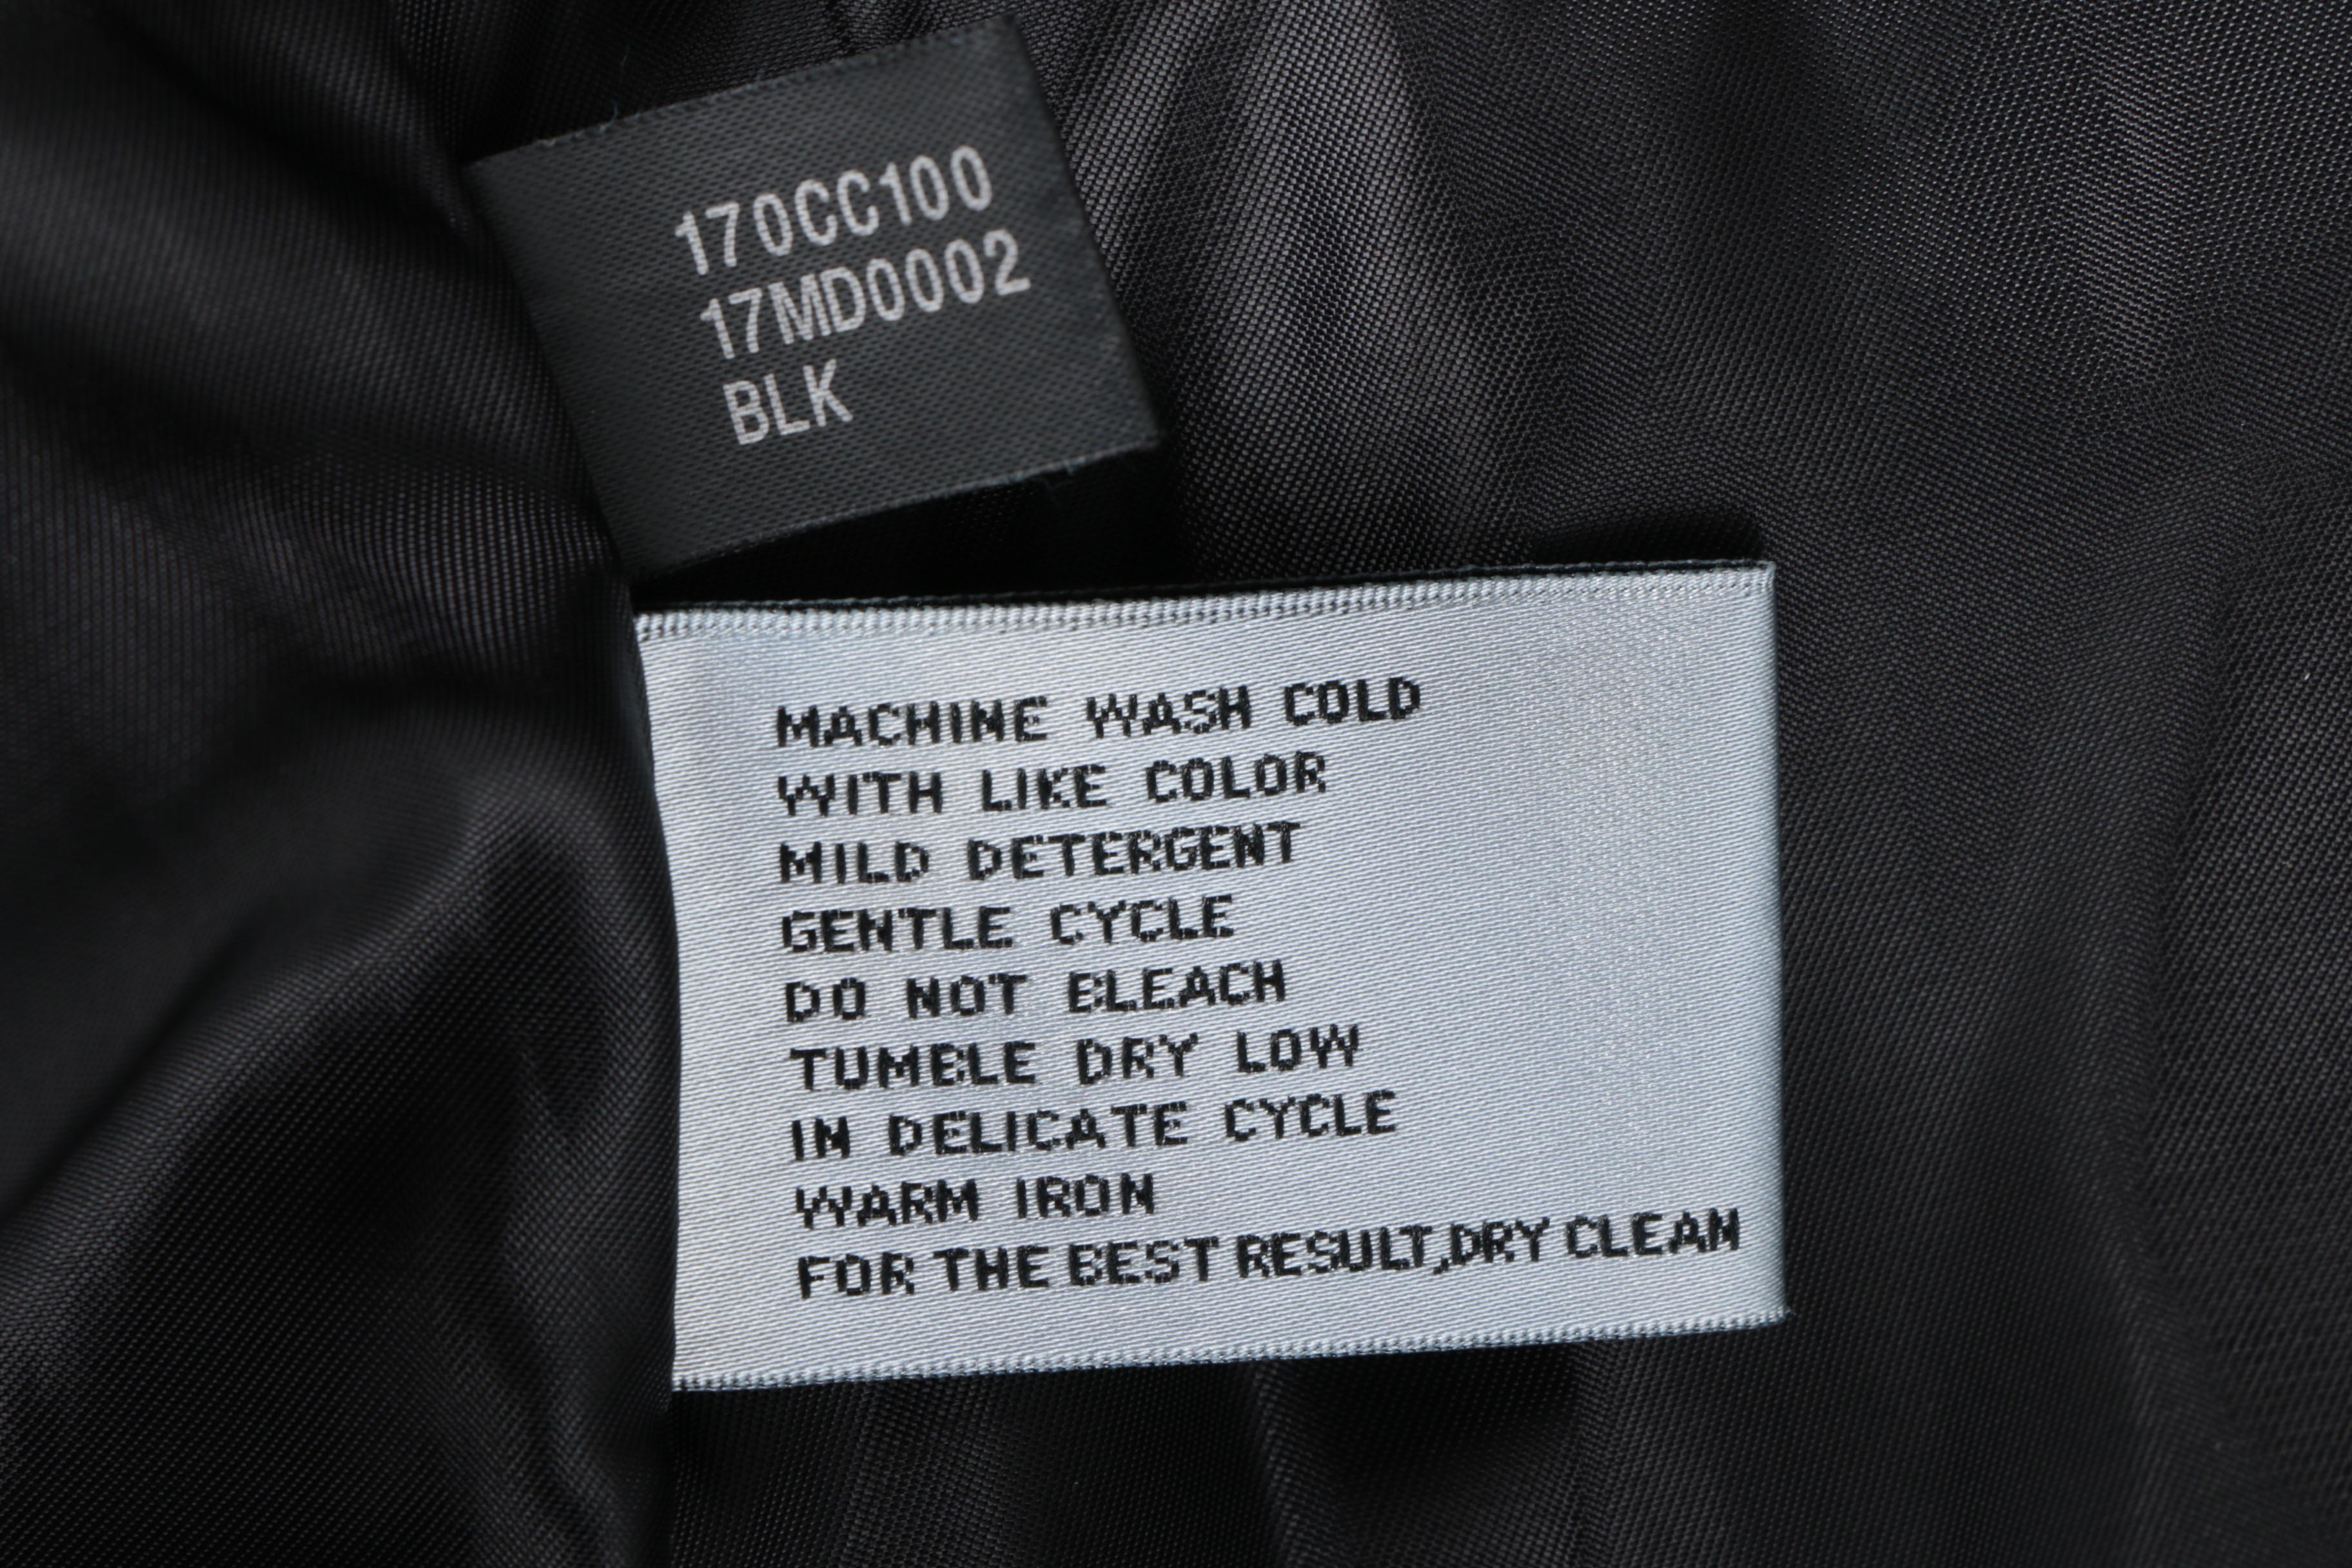 170CC100
17MD0002
BLK
MACHINE WASH COLD
WITH LIKE COLOR
MILD DETERGENT
GENTLE CYCLE
DO NOT BLEACH
TUMBLE DRY LOW
IN DELICATE CYCLE
WARM IRON
FOR THE BEST RESULT,DRY CLEAN